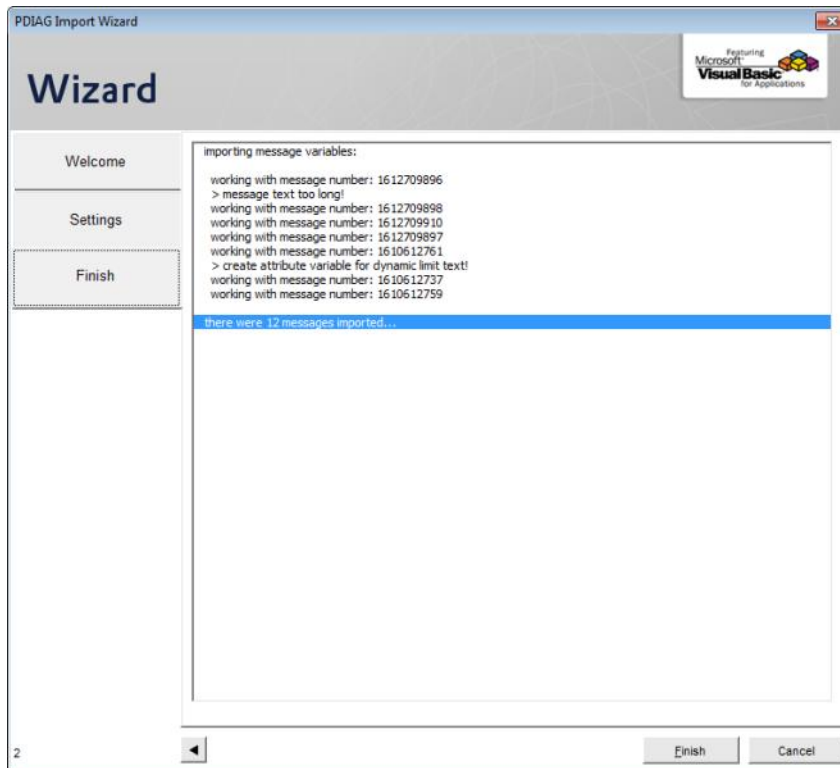 PDIAG Import Wizard
Wizard
Featuring
Microsoft
Visual Basic
for Applications
Welcome
Settings
Finish
importing message variables:
working with message number: 1612709896
> message text too long!
working with message number: 1612709898
working with message number: 1612709910
working with message number: 1612709897
working with message number: 1610612761
> create attribute variable for dynamic limit text!
working with message number: 1610612737
working with message number: 1610612759
there were 12 messages imported...
2
Finish
Cancel